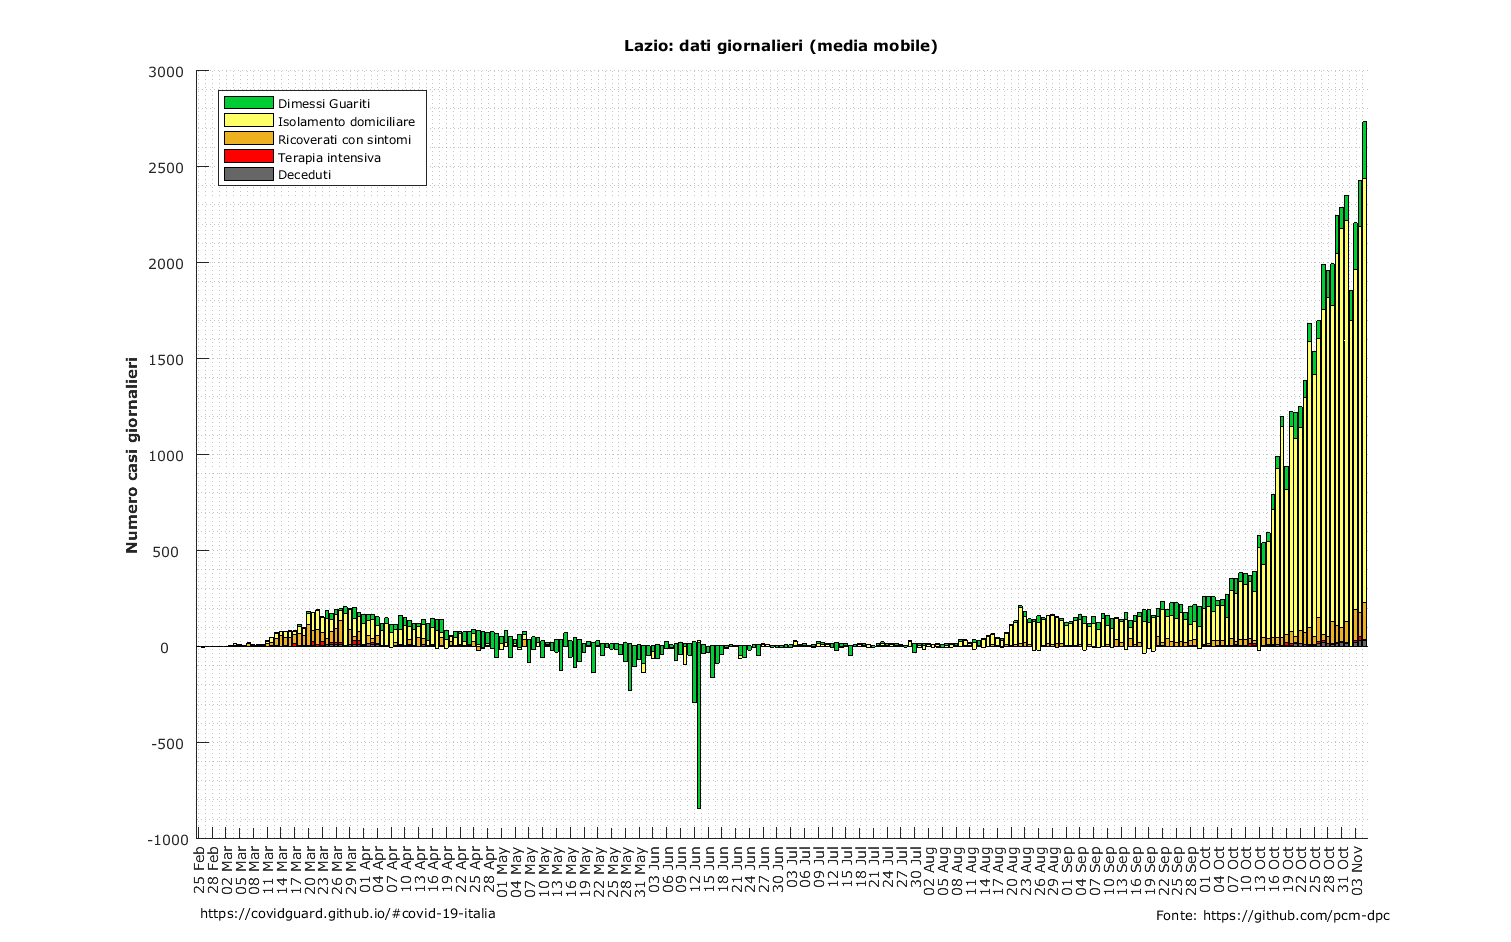 Lazio: dati giornalieri (media mobile)
3000
2500
2000
1500
1000
500
0
-500
-1000
Numero casi giornalieri
Dimessi Guariti
Isolamento domiciliare
Ricoverati con sintomi
Terapia intensiva
Deceduti
25 Feb
28 Feb
02 Mar
05 Mar
08 Mar
11 Mar
14 Mar
17 Mar
20 Mar
23 Mar
26 Mar
29 Mar
01 Apr
04 Apr
07 Apr
10 Apr
13 Apr
16 Apr
19 Apr
22 Apr
25 Apr
28 Apr
01 May
04 May
07 May
10 May
13 May
16 May
19 May
22 May
25 May
28 May
31 May
03 Jun
06 Jun
09 Jun
12 Jun
15 Jun
18 Jun
21 Jun
24 Jun
27 Jun
30 Jun
03 Jul
06 Jul
09 Jul
12 Jul
15 Jul
18 Jul
21 Jul
24 Jul
27 Jul
30 Jul
02 Aug
05 Aug
08 Aug
11 Aug
14 Aug
17 Aug
20 Aug
23 Aug
26 Aug
29 Aug
01 Sep
04 Sep
07 Sep
10 Sep
13 Sep
16 Sep
19 Sep
22 Sep
25 Sep
28 Sep
01 Oct
04 Oct
07 Oct
10 Oct
13 Oct
16 Oct
19 Oct
22 Oct
25 Oct
28 Oct
31 Oct
03 Nov
https://covidguard.github.io/#covid-19-italia
Fonte: https://github.com/pcm-dpc